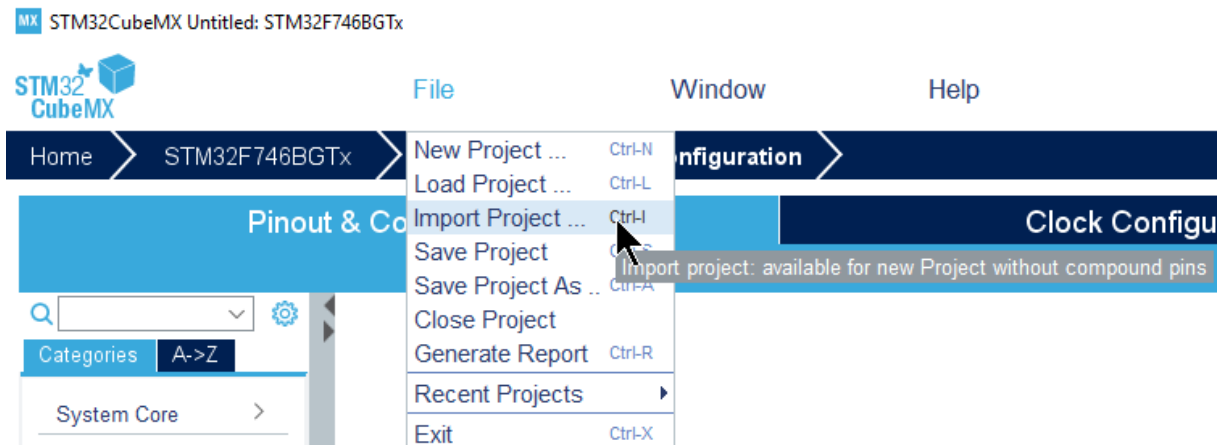 MX STM32CubeMX Untitled: STM32F746BGTx
STM32
CubeMX
File Window Help
Home STM32F746BGTx nfiguration
New Project ... Ctrl-N
Load Project ... Ctrl-L
Import Project ... Ctrl-I
Save Project
Save Project As .. Ctrl-A
Close Project
Generate Report Ctrl-R
Recent Projects
Exit Ctrl-X
Pinout & Co Clock Configu
Import project: available for new Project without compound pins
Categories A->Z
System Core